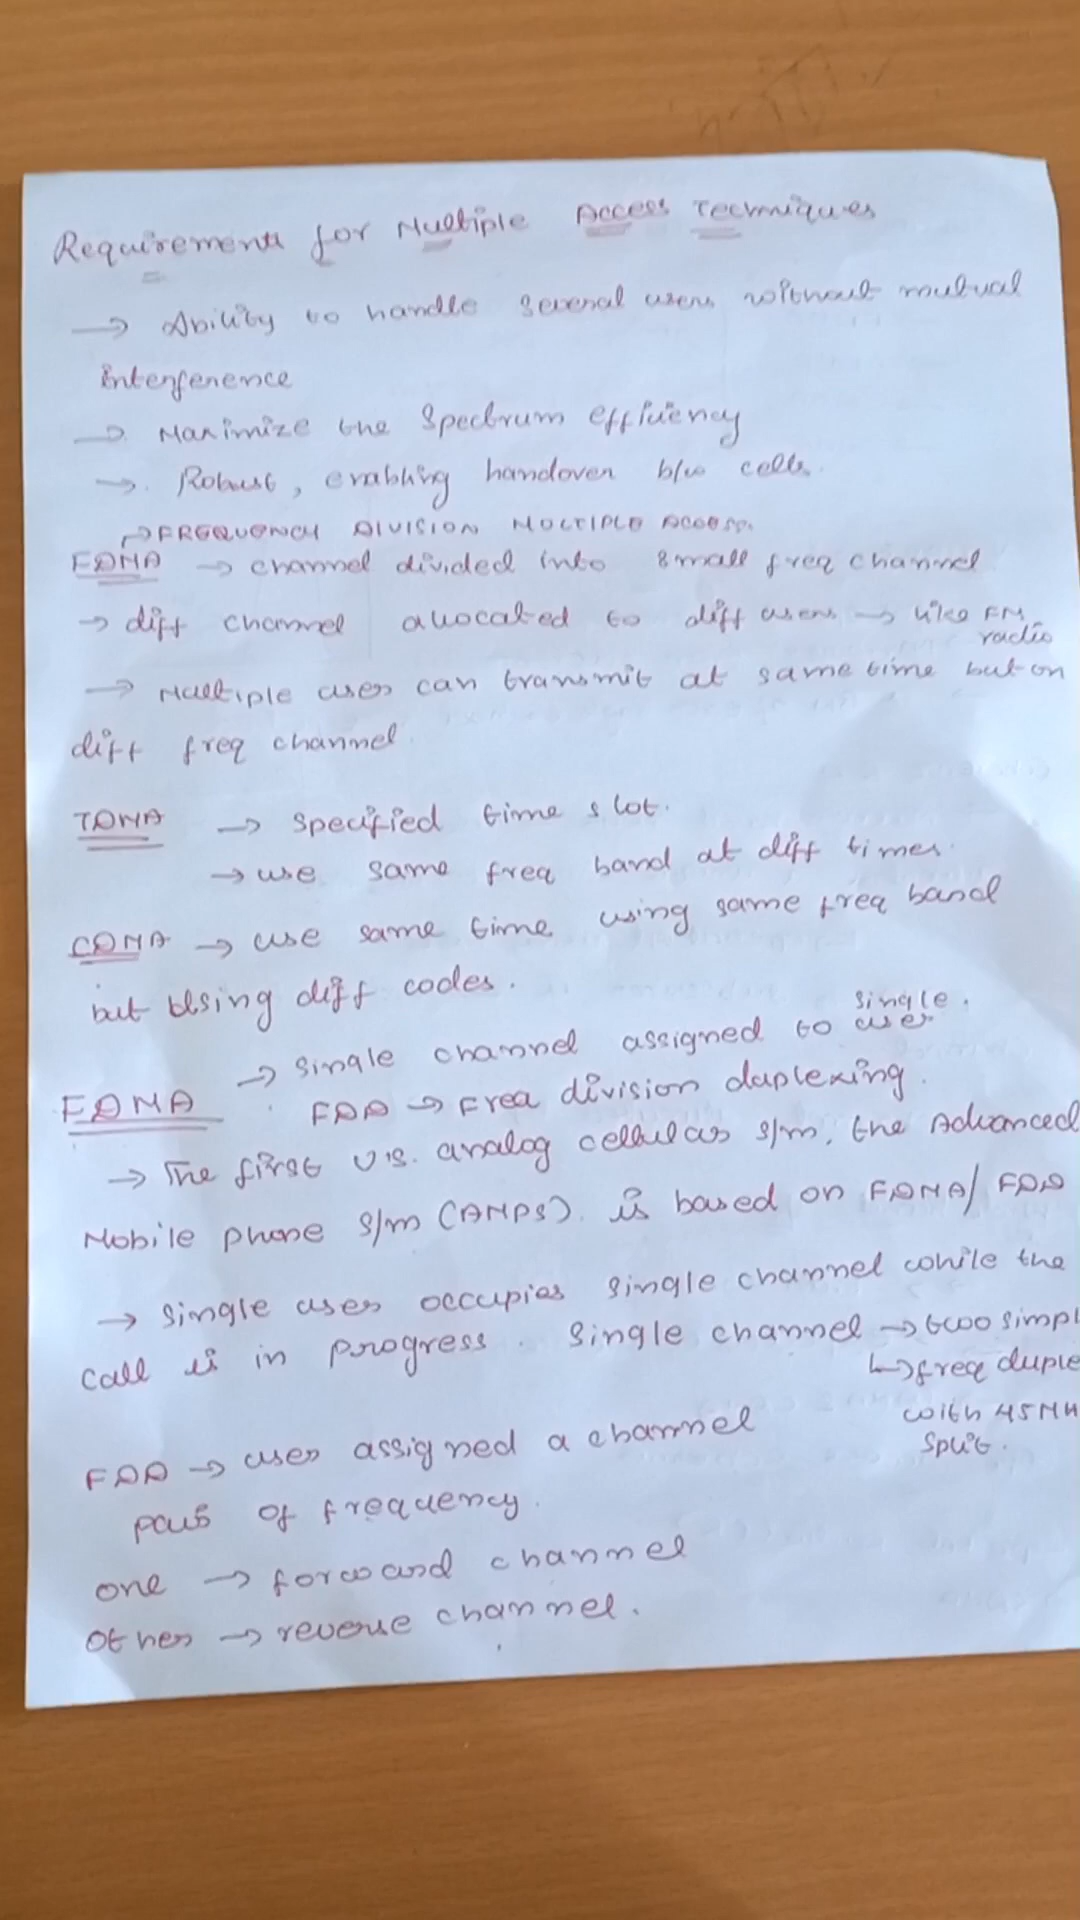 Requirements for Multiple Access Techniques
→ Ability to handle several users without mutual
interference
→ Maximize the Spectrum efficiency
→ Robust, enabling handover b/w cells.
→ FREQUENCY DIVISION MULTIPLE ACCESS.
FDMA → channel divided into small freq channel
→ diff channel allocated to diff users → like FM
radio
→ Multiple user can transmit at same time but on
diff freq channel.
TDMA → specified time slot.
→ use same freq band at diff times.
CDMA → use same time using same freq band
but using diff codes.
single.
→ single channel assigned to user
FDMA
FDD → Freq division duplexing.
→ The first U.S. analog cellular s/m, the Advanced
Mobile phone s/m (AMPS). is based on FDMA/ FDD
→ single user occupies single channel while the
call is in progress. single channel → two simpl
↳ freq duple
with 45 MH
split.
FDD → user assigned a channel
pair of frequency.
one → forward channel
other → reverse channel.